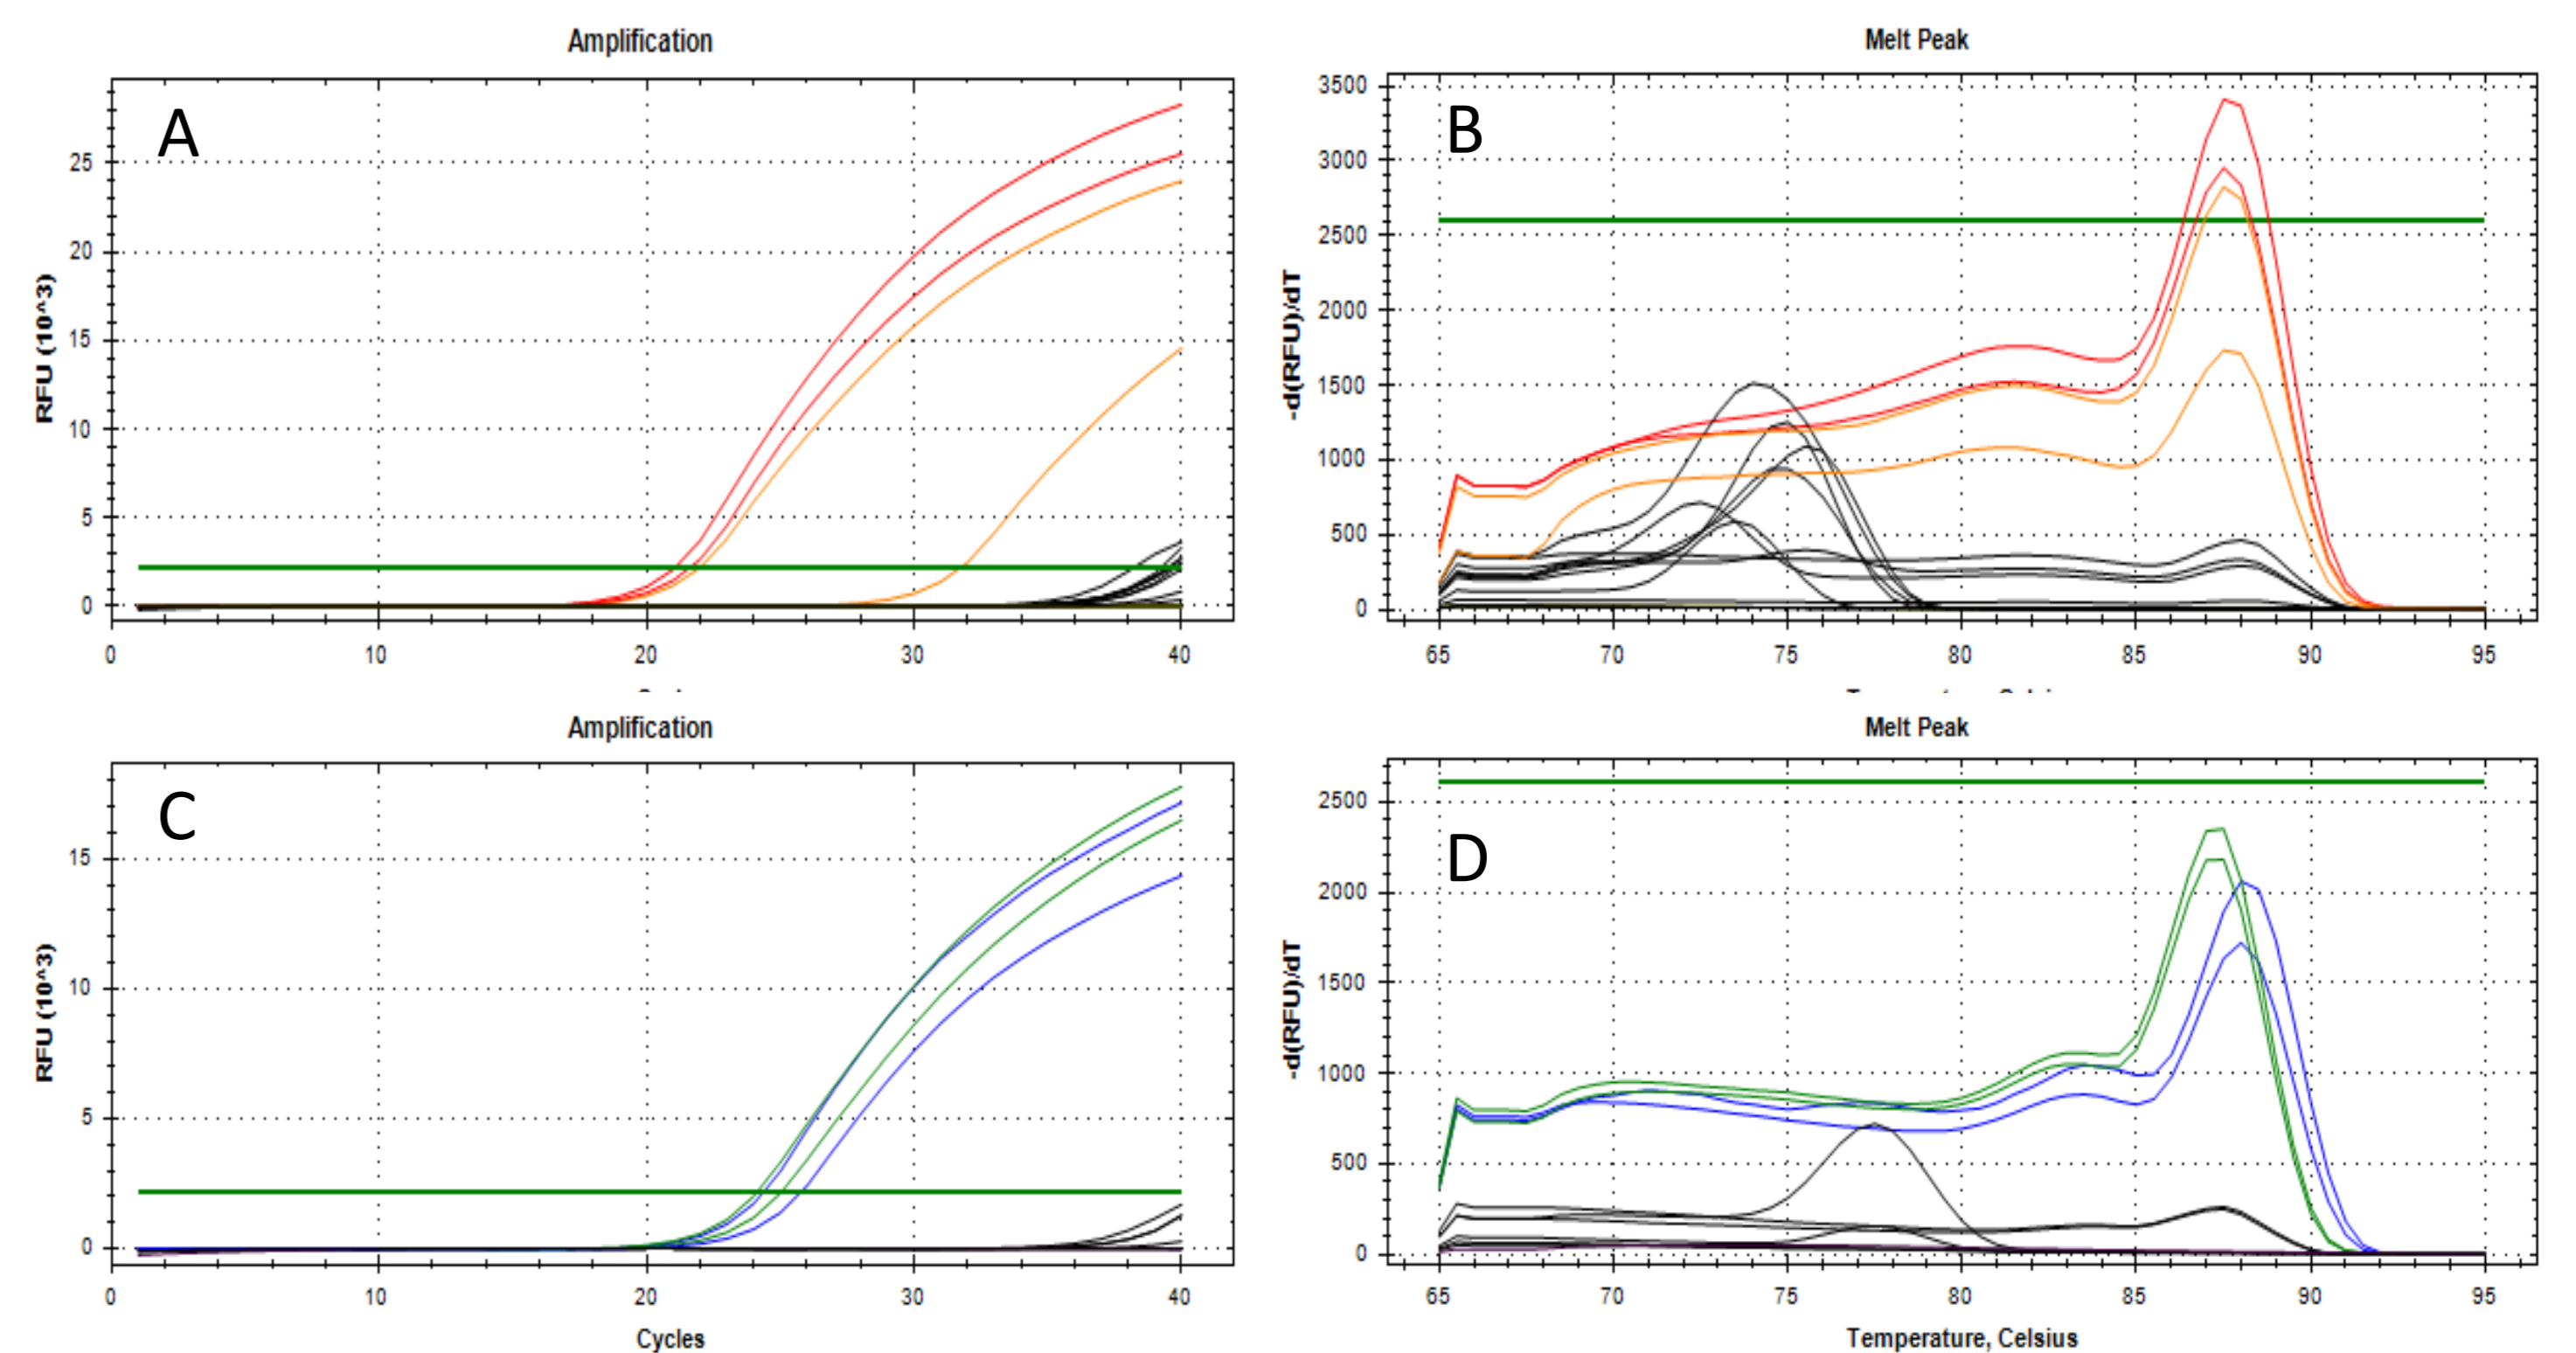 Amplification
A
RFU (10^3)
25
20
15
10
5
0
0 10 20 30 40
Melt Peak
B
-d(RFU)/dT
3500
3000
2500
2000
1500
1000
500
0
65 70 75 80 85 90 95
Amplification
C
RFU (10^3)
15
10
5
0
0 10 20 30 40
Cycles
Melt Peak
D
-d(RFU)/dT
2500
2000
1500
1000
500
0
65 70 75 80 85 90 95
Temperature, Celsius